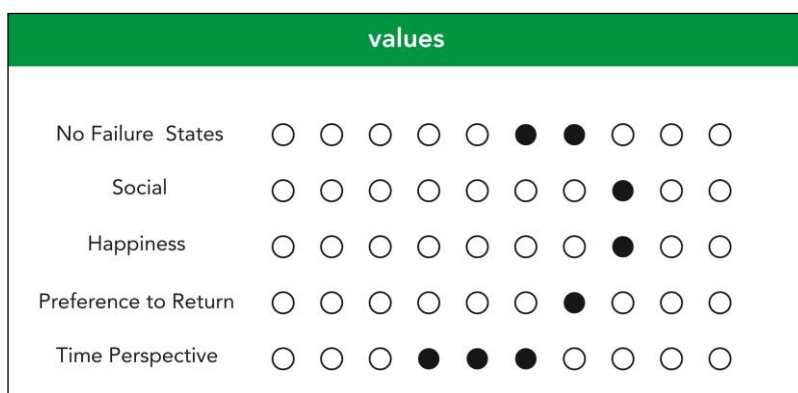 values
No Failure States
Social
Happiness
Preference to Return
Time Perspective